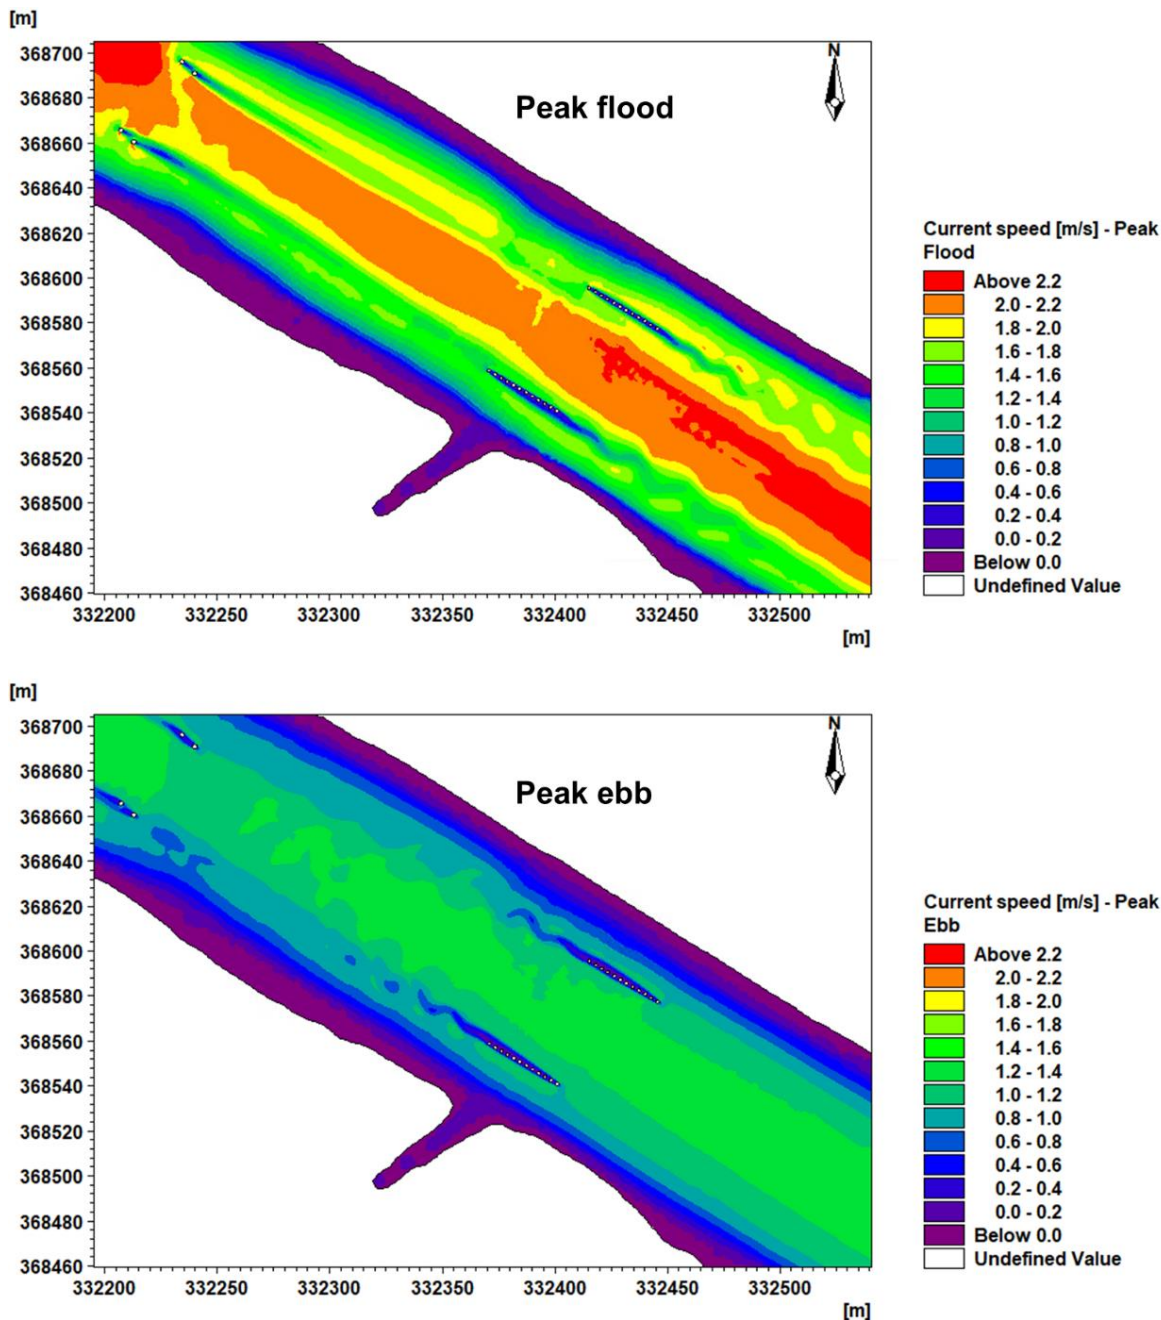 [m]
368700
368680
368660
368640
368620
368600
368580
368560
368540
368520
368500
368480
368460
332200 332250 332300 332350 332400 332450 332500
[m]
N
Peak flood
Current speed [m/s] - Peak
Flood
Above 2.2
2.0 - 2.2
1.8 - 2.0
1.6 - 1.8
1.4 - 1.6
1.2 - 1.4
1.0 - 1.2
0.8 - 1.0
0.6 - 0.8
0.4 - 0.6
0.2 - 0.4
0.0 - 0.2
Below 0.0
Undefined Value
[m]
368700
368680
368660
368640
368620
368600
368580
368560
368540
368520
368500
368480
368460
332200 332250 332300 332350 332400 332450 332500
[m]
N
Peak ebb
Current speed [m/s] - Peak
Ebb
Above 2.2
2.0 - 2.2
1.8 - 2.0
1.6 - 1.8
1.4 - 1.6
1.2 - 1.4
1.0 - 1.2
0.8 - 1.0
0.6 - 0.8
0.4 - 0.6
0.2 - 0.4
0.0 - 0.2
Below 0.0
Undefined Value